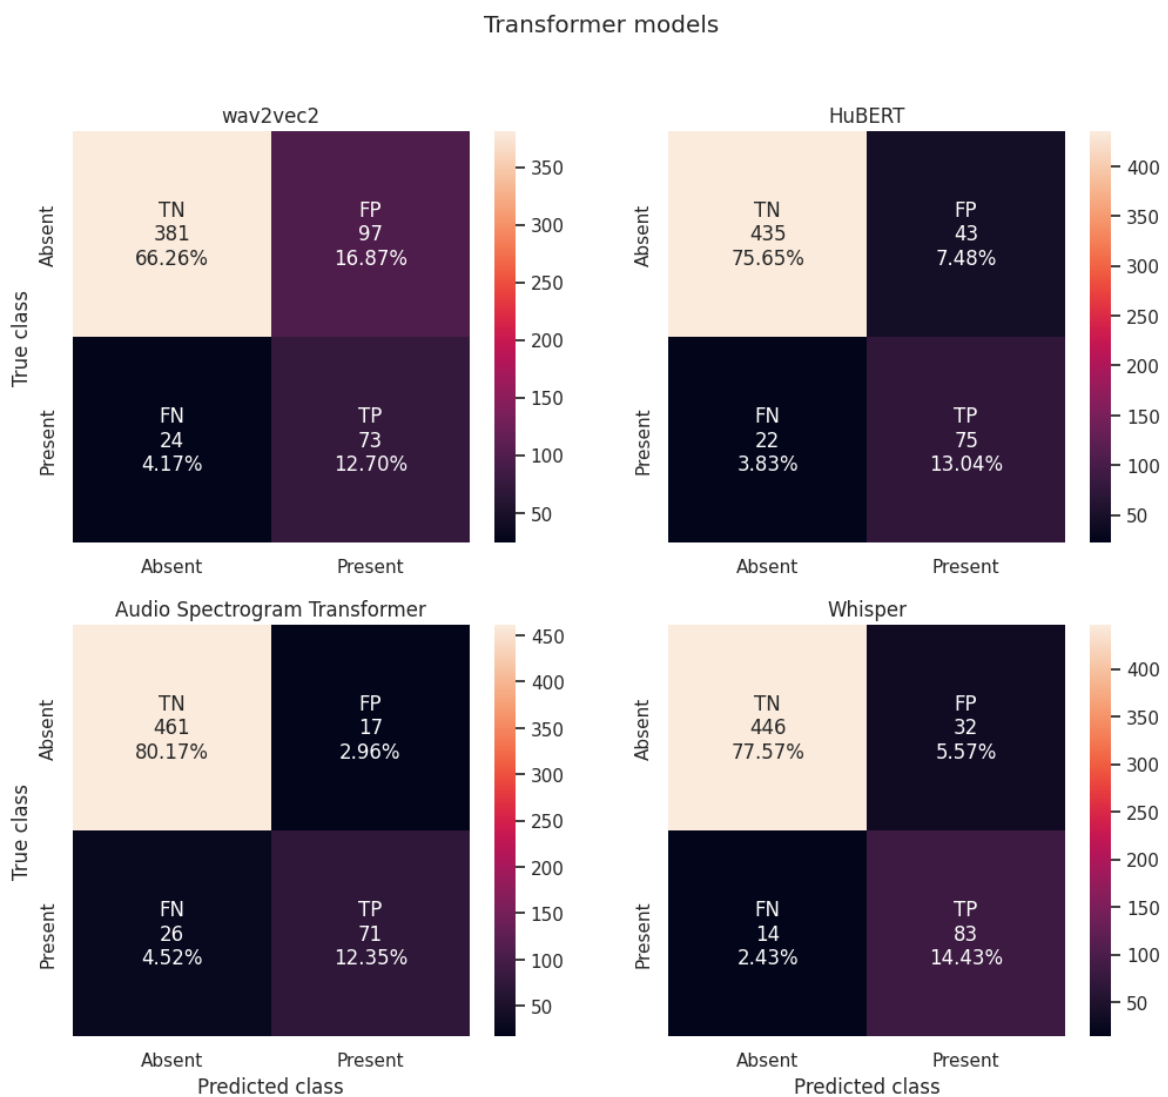 Transformer models
wav2vec2
TN
381
66.26%
FP
97
16.87%
FN
24
4.17%
TP
73
12.70%
Absent
Present
True class
Absent
Present
350
300
250
200
150
100
50
HuBERT
TN
435
75.65%
FP
43
7.48%
FN
22
3.83%
TP
75
13.04%
Absent
Present
Absent
Present
400
350
300
250
200
150
100
50
Audio Spectrogram Transformer
TN
461
80.17%
FP
17
2.96%
FN
26
4.52%
TP
71
12.35%
Absent
Present
True class
Absent
Present
Predicted class
450
400
350
300
250
200
150
100
50
Whisper
TN
446
77.57%
FP
32
5.57%
FN
14
2.43%
TP
83
14.43%
Absent
Present
Absent
Present
Predicted class
400
350
300
250
200
150
100
50